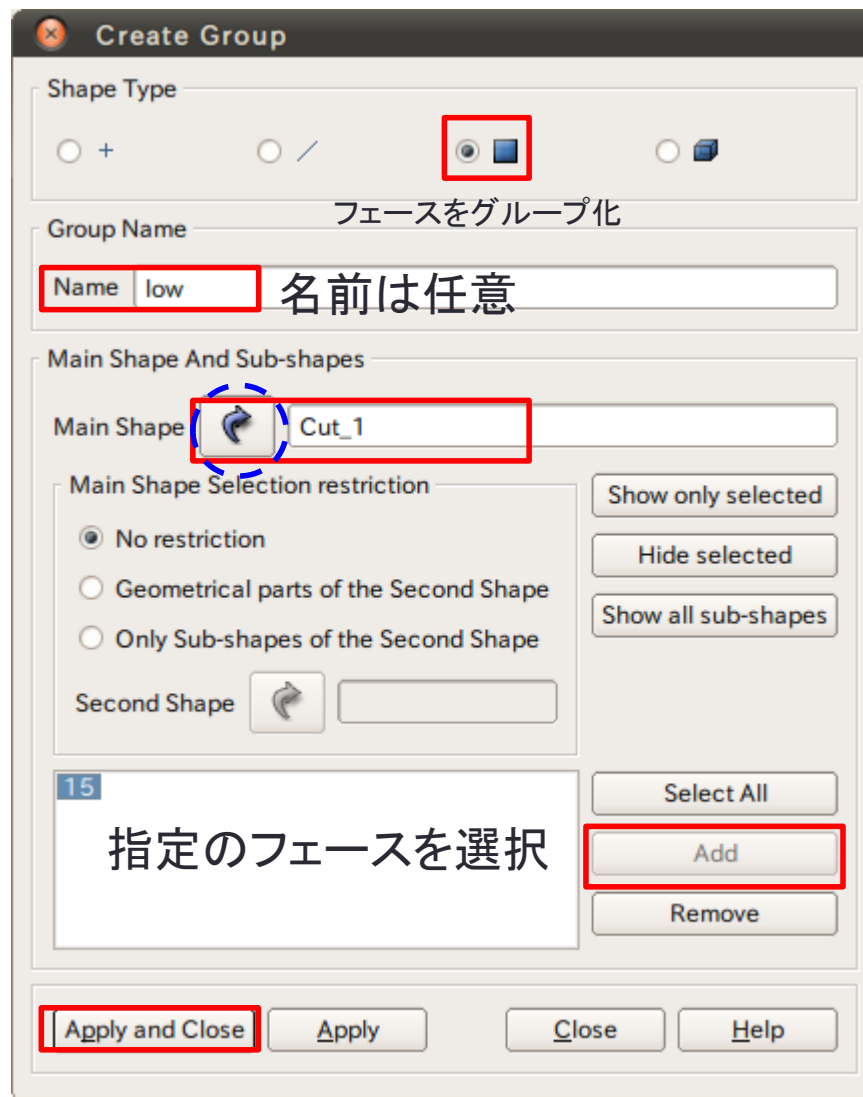 Create Group
Shape Type
フェースをグループ化
Group Name
Name low 名前は任意
Main Shape And Sub-shapes
Main Shape Cut_1
Main Shape Selection restriction
Show only selected
No restriction
Hide selected
Geometrical parts of the Second Shape
Show all sub-shapes
Only Sub-shapes of the Second Shape
Second Shape
15
Select All
指定のフェースを選択
Add
Remove
Apply and Close Apply Close Help